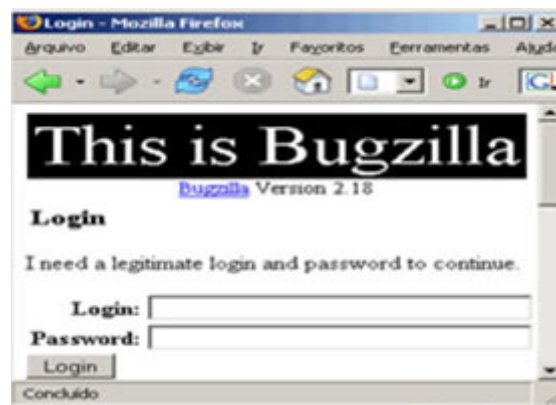 Login - Mozilla Firefox
Arquivo Editar Exibir Ir Favoritos Ferramentas Ajuda
Ir
This is Bugzilla
Bugzilla Version 2.18
Login
I need a legitimate login and password to continue.
Login:
Password:
Login
Concluído